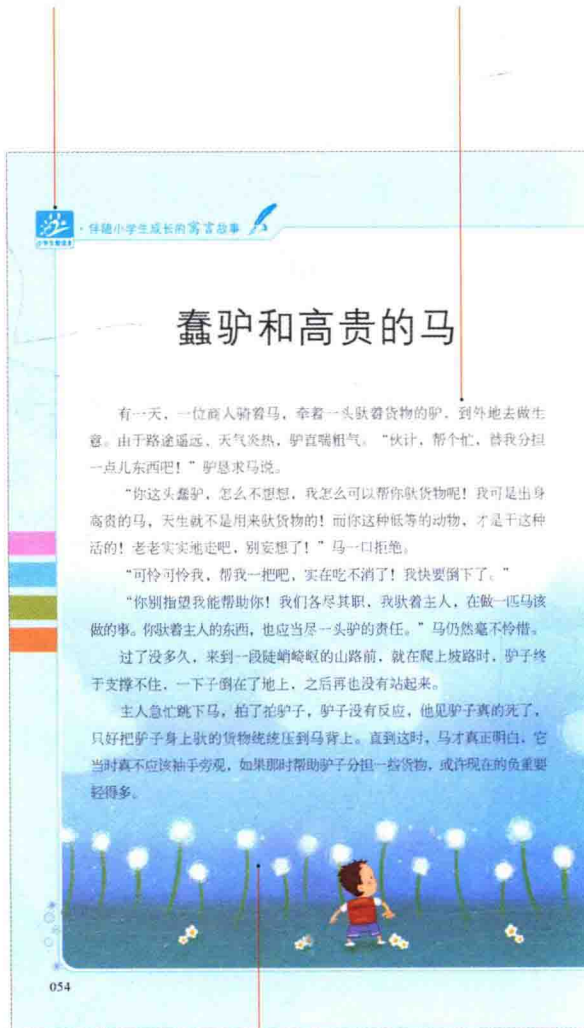 小学生爱读本
·伴随小学生成长的寓言故事
蠢驴和高贵的马
有一天，一位商人骑着马，牵着一头驮着货物的驴，到外地去做生
意。由于路途遥远、天气炎热，驴直喘粗气。“伙计，帮个忙，替我分担
一点儿东西吧！”驴恳求马说。
“你这头蠢驴，怎么不想想，我怎么可以帮你驮货物呢！我可是出身
高贵的马，天生就不是用来驮货物的！而你这种低等的动物，才是干这种
活的！老老实实地走吧，别妄想了！”马一口拒绝。
“可怜可怜我，帮我一把吧，实在吃不消了！我快要倒下了。”
“你别指望我能帮助你！我们各尽其职，我驮着主人，在做一匹马该
做的事。你驮着主人的东西，也应当尽一头驴的责任。”马仍然毫不怜惜。
过了没多久，来到一段陡峭崎岖的山路前，就在爬上坡路时，驴子终
于支撑不住，一下子倒在了地上，之后再也没有站起来。
主人急忙跳下马，拍了拍驴子，驴子没有反应，他见驴子真的死了，
只好把驴子身上驮的货物统统压到马背上。直到这时，马才真正明白，它
当时真不应该袖手旁观，如果那时帮助驴子分担一些货物，或许现在的负重要
轻得多。
054